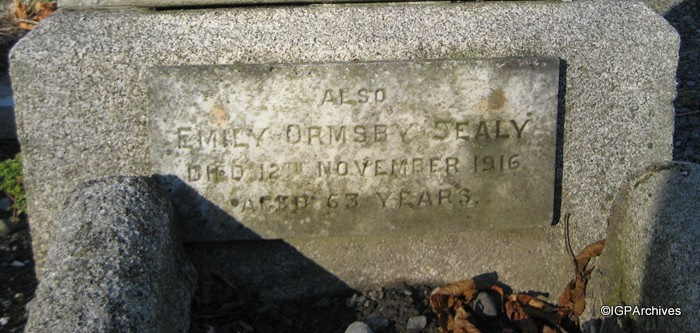 ALSO
EMILY ORMSBY SEALY
DIED 12TH NOVEMBER 1916
AGED 63 YEARS.
©IGPArchives